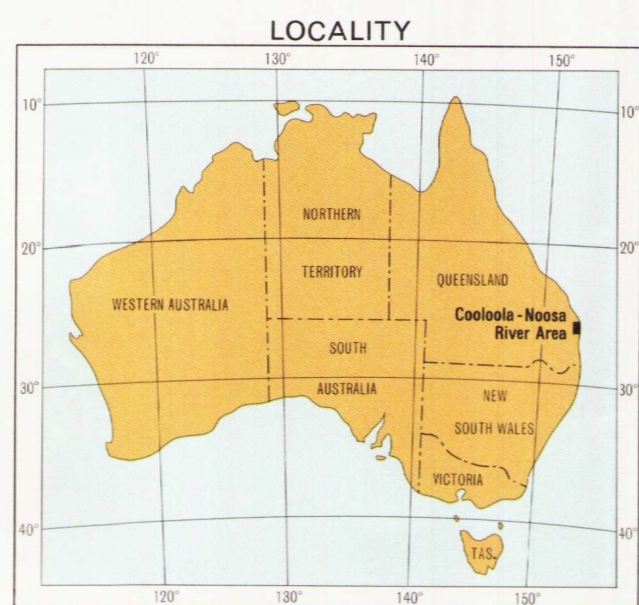 LOCALITY
120° 130° 140° 150°
10° 10°
NORTHERN
20° 20°
TERRITORY
QUEENSLAND
WESTERN AUSTRALIA
Cooloola - Noosa
River Area
SOUTH
30° 30°
AUSTRALIA
NEW
SOUTH WALES
VICTORIA
40° 40°
TAS.
120° 130° 140° 150°